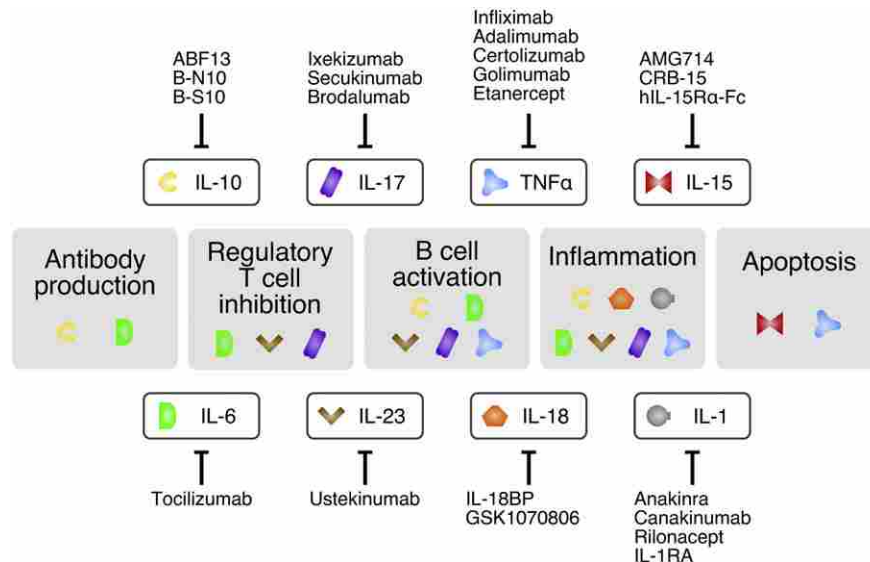 ABF13
B-N10
B-S10
Ixekizumab
Secukinumab
Brodalumab
Infliximab
Adalimumab
Certolizumab
Golimumab
Etanercept
AMG714
CRB-15
hIL-15Rα-Fc
IL-10
IL-17
TNFα
IL-15
Antibody
production
Regulatory
T cell
inhibition
B cell
activation
Inflammation
Apoptosis
IL-6
IL-23
IL-18
IL-1
Tocilizumab
Ustekinumab
IL-18BP
GSK1070806
Anakinra
Canakinumab
Rilonacept
IL-1RA